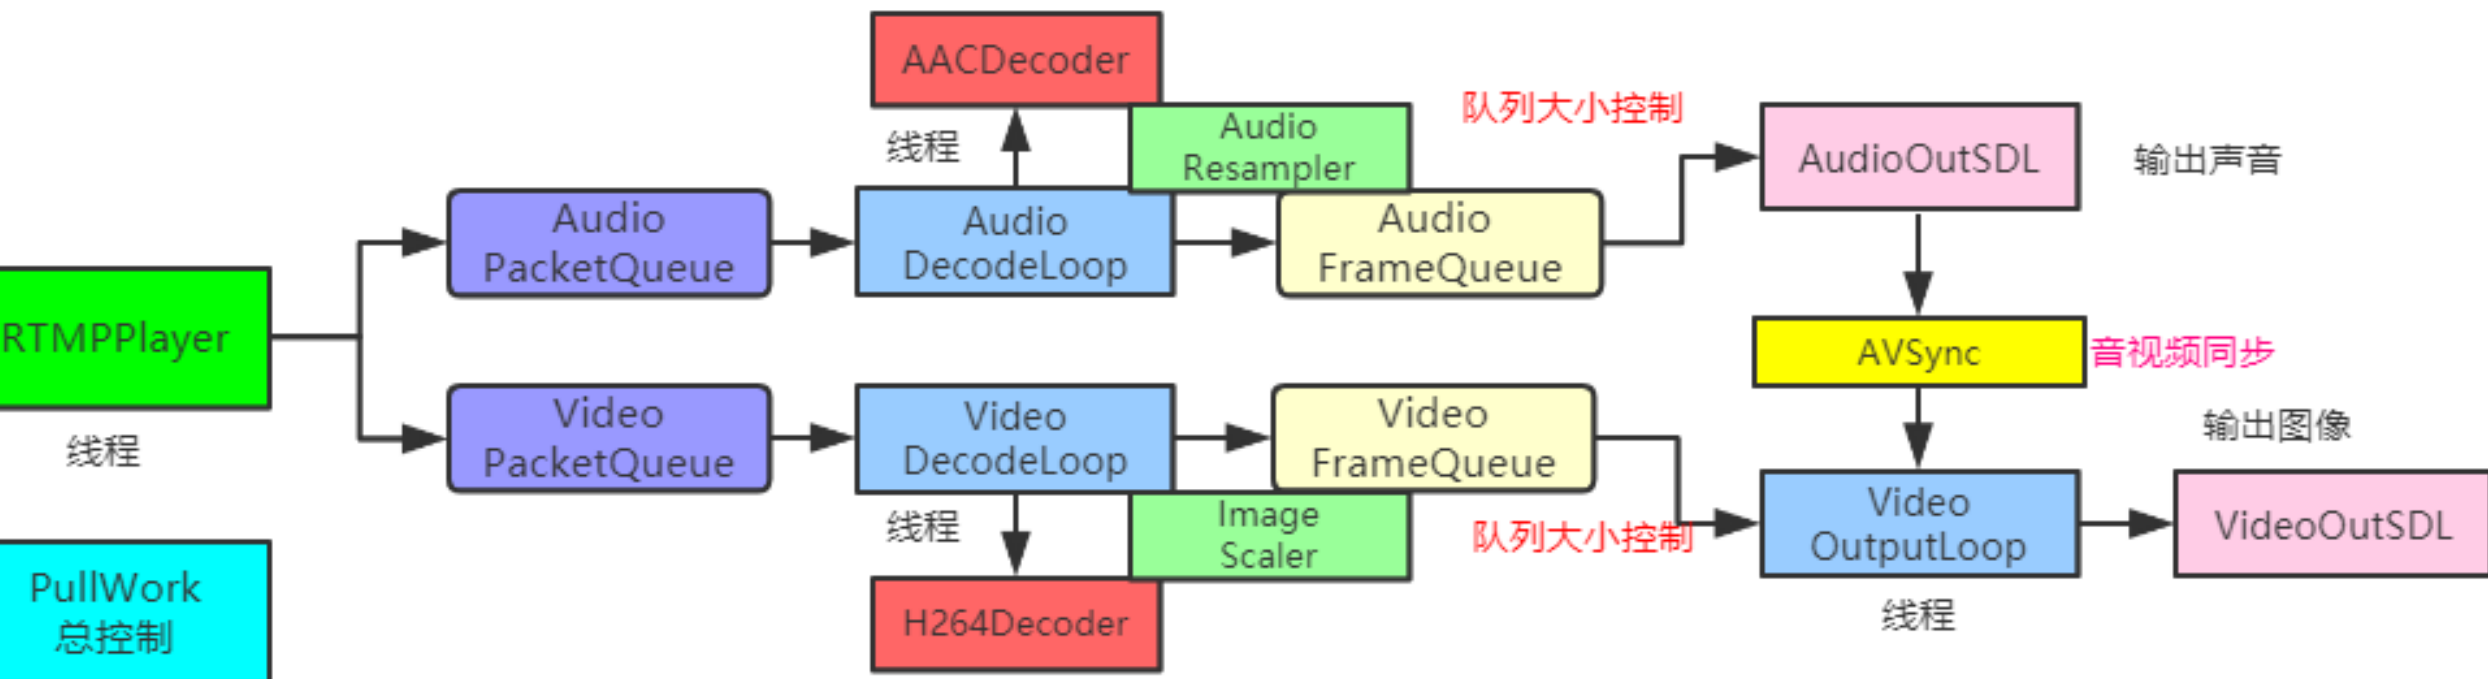 AACDecoder
线程
Audio
Resampler
队列大小控制
AudioOutSDL
输出声音
Audio
PacketQueue
Audio
DecodeLoop
Audio
FrameQueue
RTMPPlayer
线程
AVSync
音视频同步
Video
PacketQueue
Video
DecodeLoop
Video
FrameQueue
输出图像
线程
Image
Scaler
队列大小控制
Video
OutputLoop
VideoOutSDL
线程
H264Decoder
PullWork
总控制